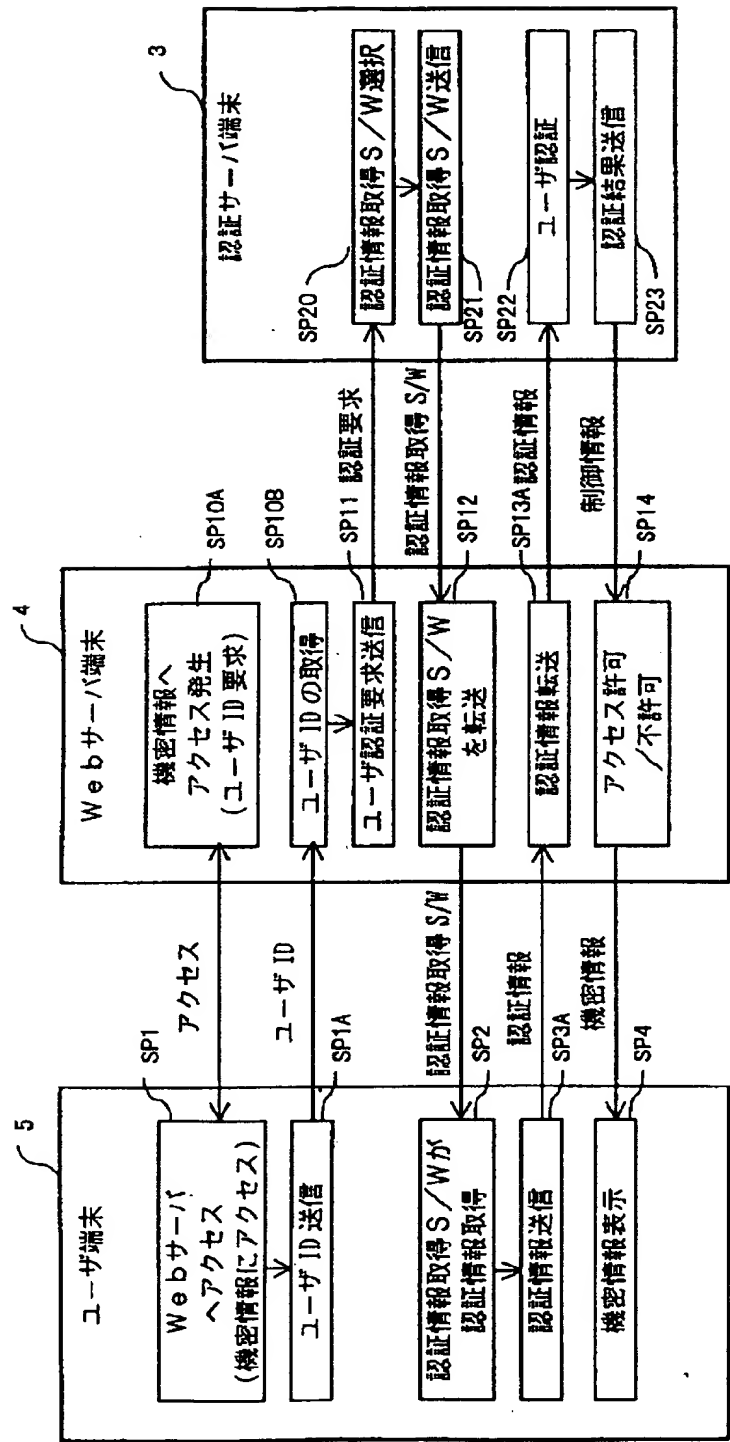 5
ユーザ端末
SP1
Webサーバ
へアクセス
(機密情報にアクセス)
ユーザID送信
SP1A
認証情報取得S/Wが
認証情報取得
SP2
認証情報送信
SP3A
機密情報表示
SP4
アクセス
ユーザID
認証情報取得S/W
認証情報
機密情報
4
Webサーバ端末
機密情報へ
アクセス発生
(ユーザID要求)
SP10A
ユーザIDの取得
SP10B
ユーザ認証要求送信
SP11
認証情報取得S/W
を転送
SP12
認証情報転送
SP13A
アクセス許可
/不許可
SP14
認証要求
認証情報取得S/W
認証情報
制御情報
3
認証サーバ端末
SP20
認証情報取得S/W選択
認証情報取得S/W送信
SP21
SP22
ユーザ認証
認証結果送信
SP23